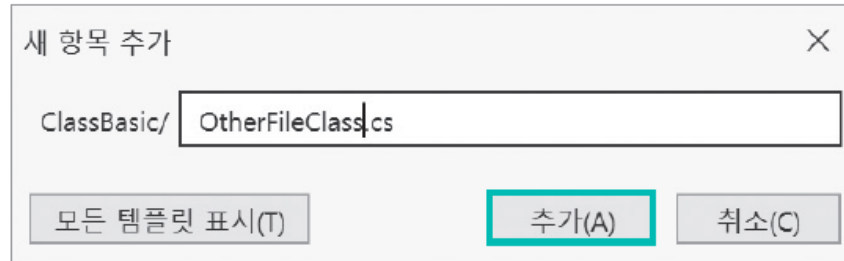 새 항목 추가
ClassBasic/ OtherFileClass.cs
모든 템플릿 표시(T) 추가(A) 취소(C)